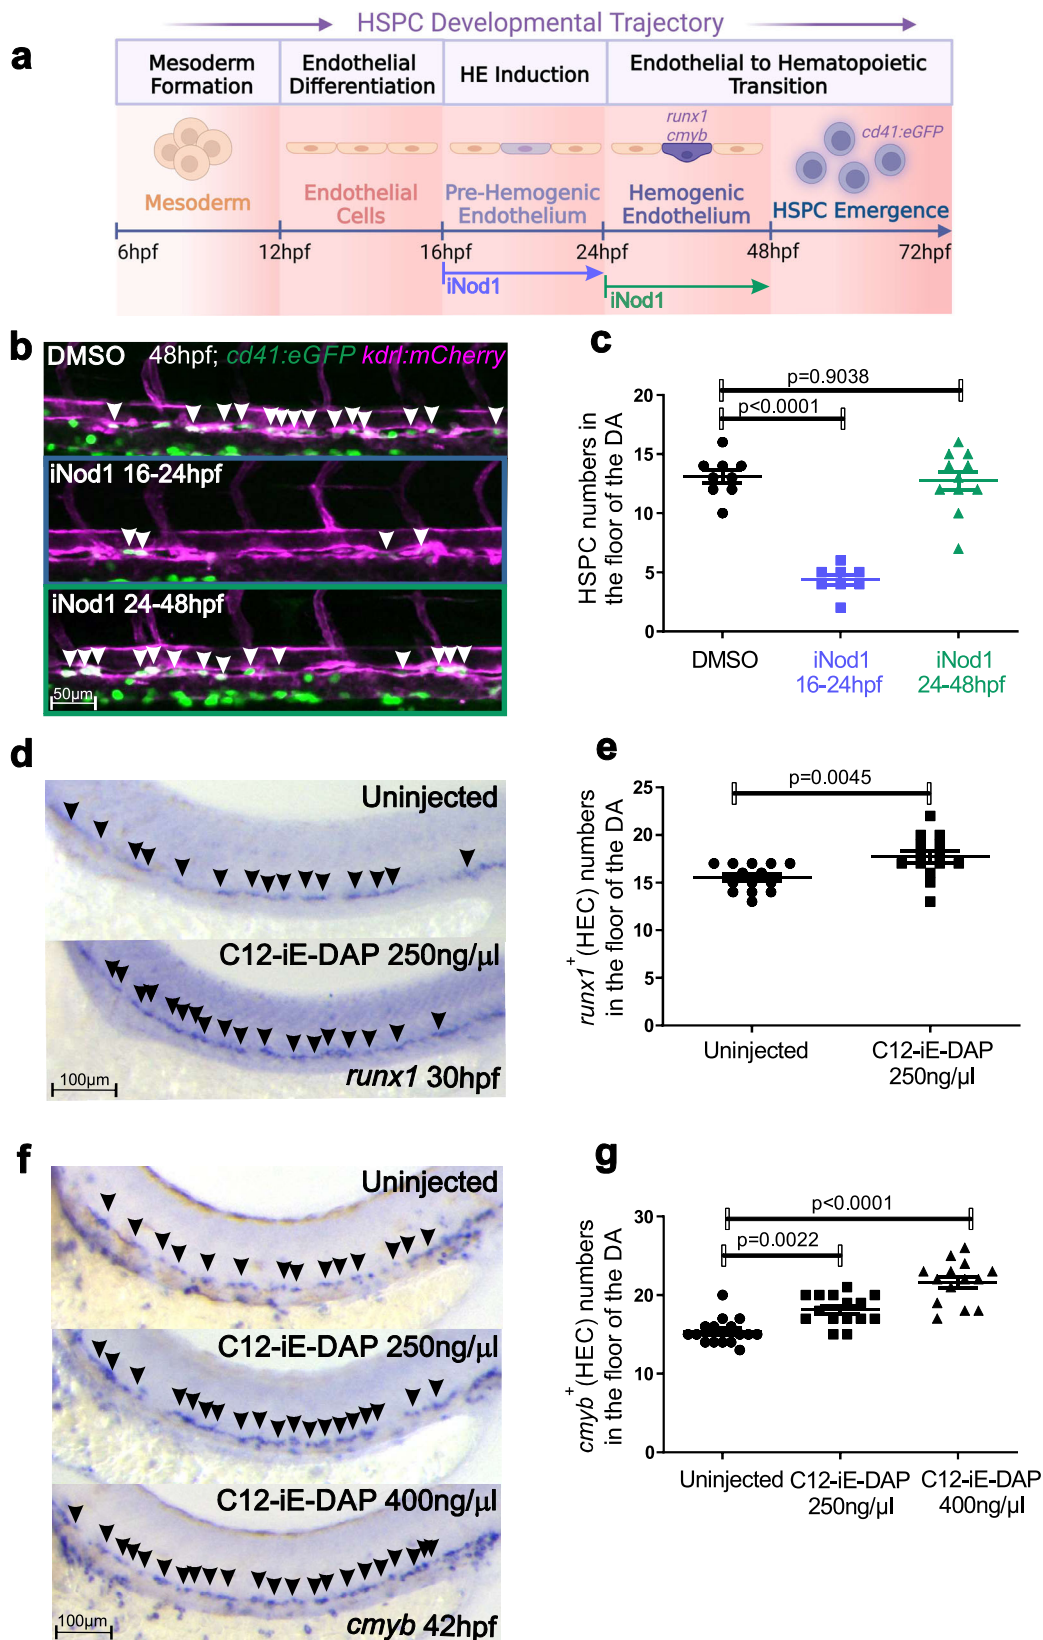 HSPC Developmental Trajectory
a
Mesoderm Formation
Endothelial Differentiation
HE Induction
Endothelial to Hematopoietic Transition
runx1
cmyb
cd41:eGFP
Mesoderm
Endothelial Cells
Pre-Hemogenic Endothelium
Hemogenic Endothelium
HSPC Emergence
6hpf 12hpf 16hpf 24hpf 48hpf 72hpf
iNod1
iNod1
b
DMSO 48hpf; cd41:eGFP kdrl:mCherry
iNod1 16-24hpf
iNod1 24-48hpf
50µm
c
p=0.9038
p<0.0001
HSPC numbers in
the floor of the DA
20
15
10
5
0
DMSO
iNod1
16-24hpf
iNod1
24-48hpf
d
Uninjected
C12-iE-DAP 250ng/µl
runx1 30hpf
100µm
e
p=0.0045
runx1+ (HEC) numbers
in the floor of the DA
25
20
15
10
5
0
Uninjected
C12-iE-DAP
250ng/µl
f
Uninjected
C12-iE-DAP 250ng/µl
C12-iE-DAP 400ng/µl
cmyb 42hpf
100µm
g
p<0.0001
p=0.0022
cmyb+ (HEC) numbers
in the floor of the DA
30
20
10
0
Uninjected
C12-iE-DAP
250ng/µl
C12-iE-DAP
400ng/µl